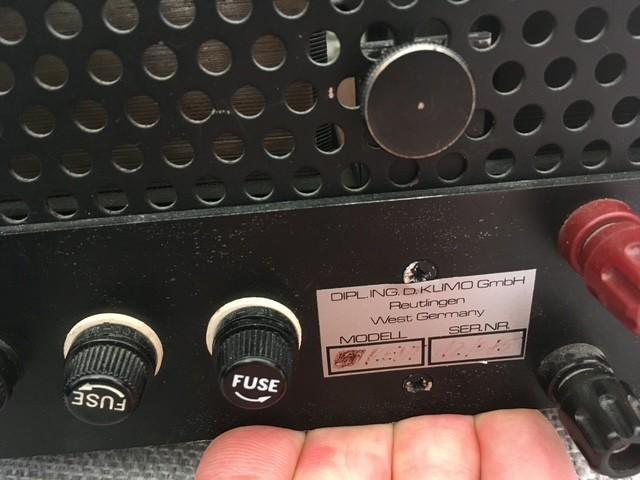 FUSE
FUSE
DIPL.ING. D. KLIMO GmbH
Reutlingen
West Germany
MODELL SER.NR.